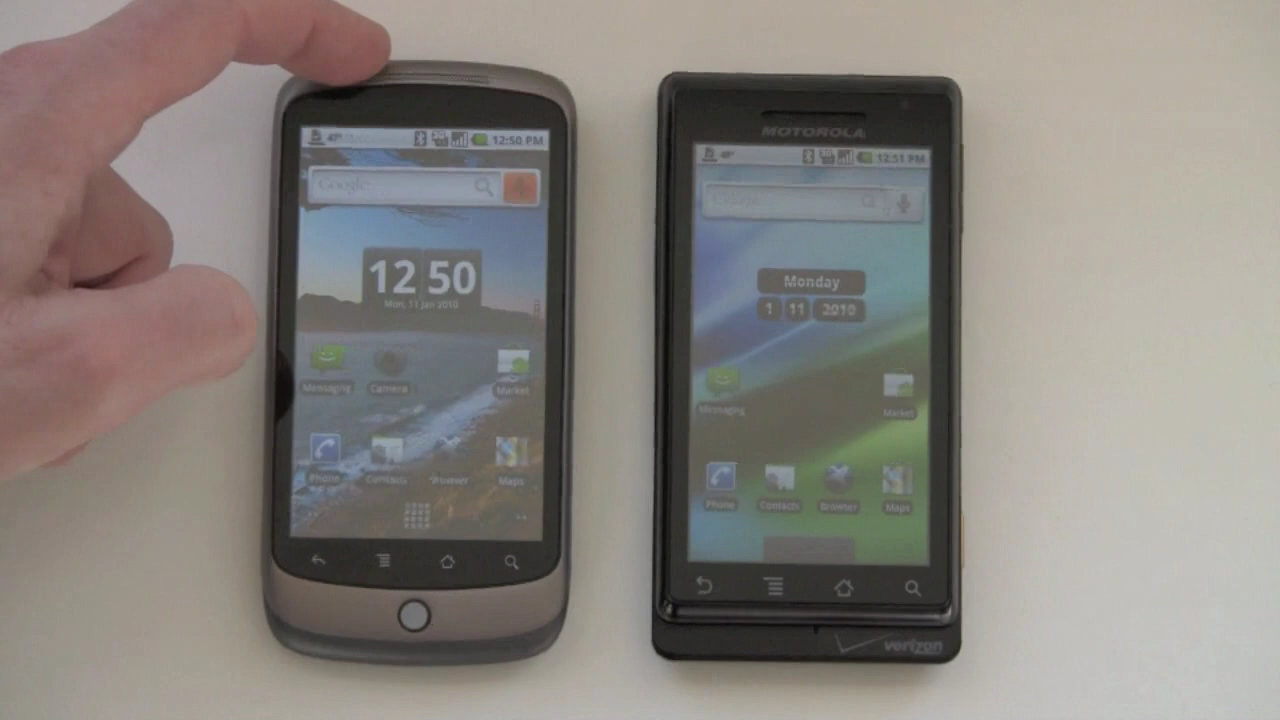 12:50 PM
Google
12 50
Mon, 11 Jan 2010
Messaging Camera Market
Phone Contacts Browser Maps
MOTOROLA
12:51 PM
Google
Monday
1 11 2010
Messaging Market
Phone Contacts Browser Maps
verizon